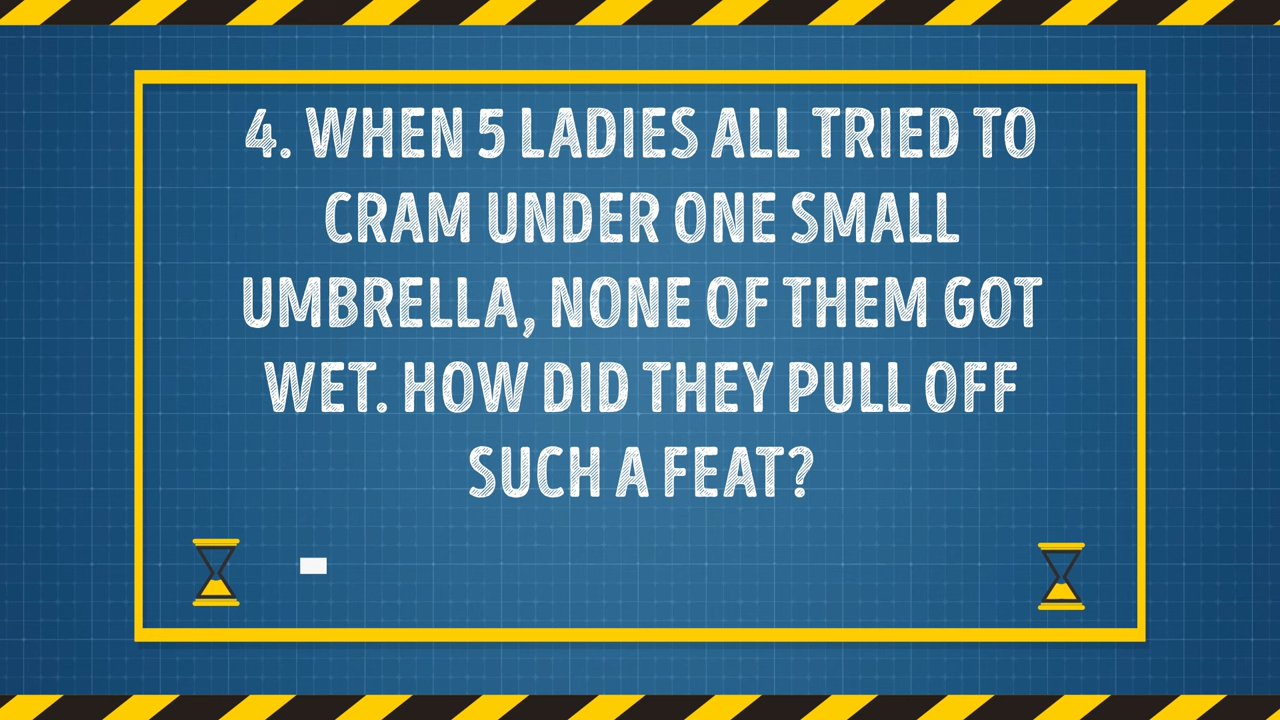 4. WHEN 5 LADIES ALL TRIED TO
CRAM UNDER ONE SMALL
UMBRELLA, NONE OF THEM GOT
WET. HOW DID THEY PULL OFF
SUCH A FEAT?